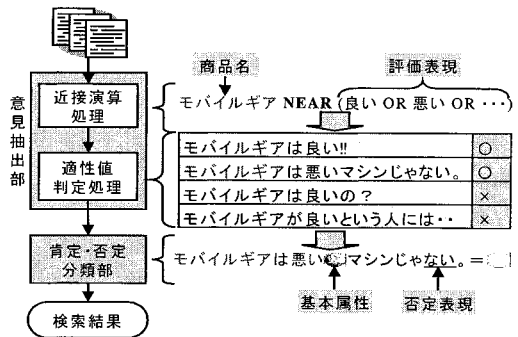 商品名
評価表現
意見抽出部
近接演算
処理
モバイルギア NEAR (良い OR 悪い OR ・・・)
適性値
判定処理
モバイルギアは良い!! ○
モバイルギアは悪いマシンじゃない。 ○
モバイルギアは良いの？ ×
モバイルギアが良いという人には・・ ×
肯定・否定
分類部
モバイルギアは悪い マシンじゃない。＝
基本属性
否定表現
検索結果